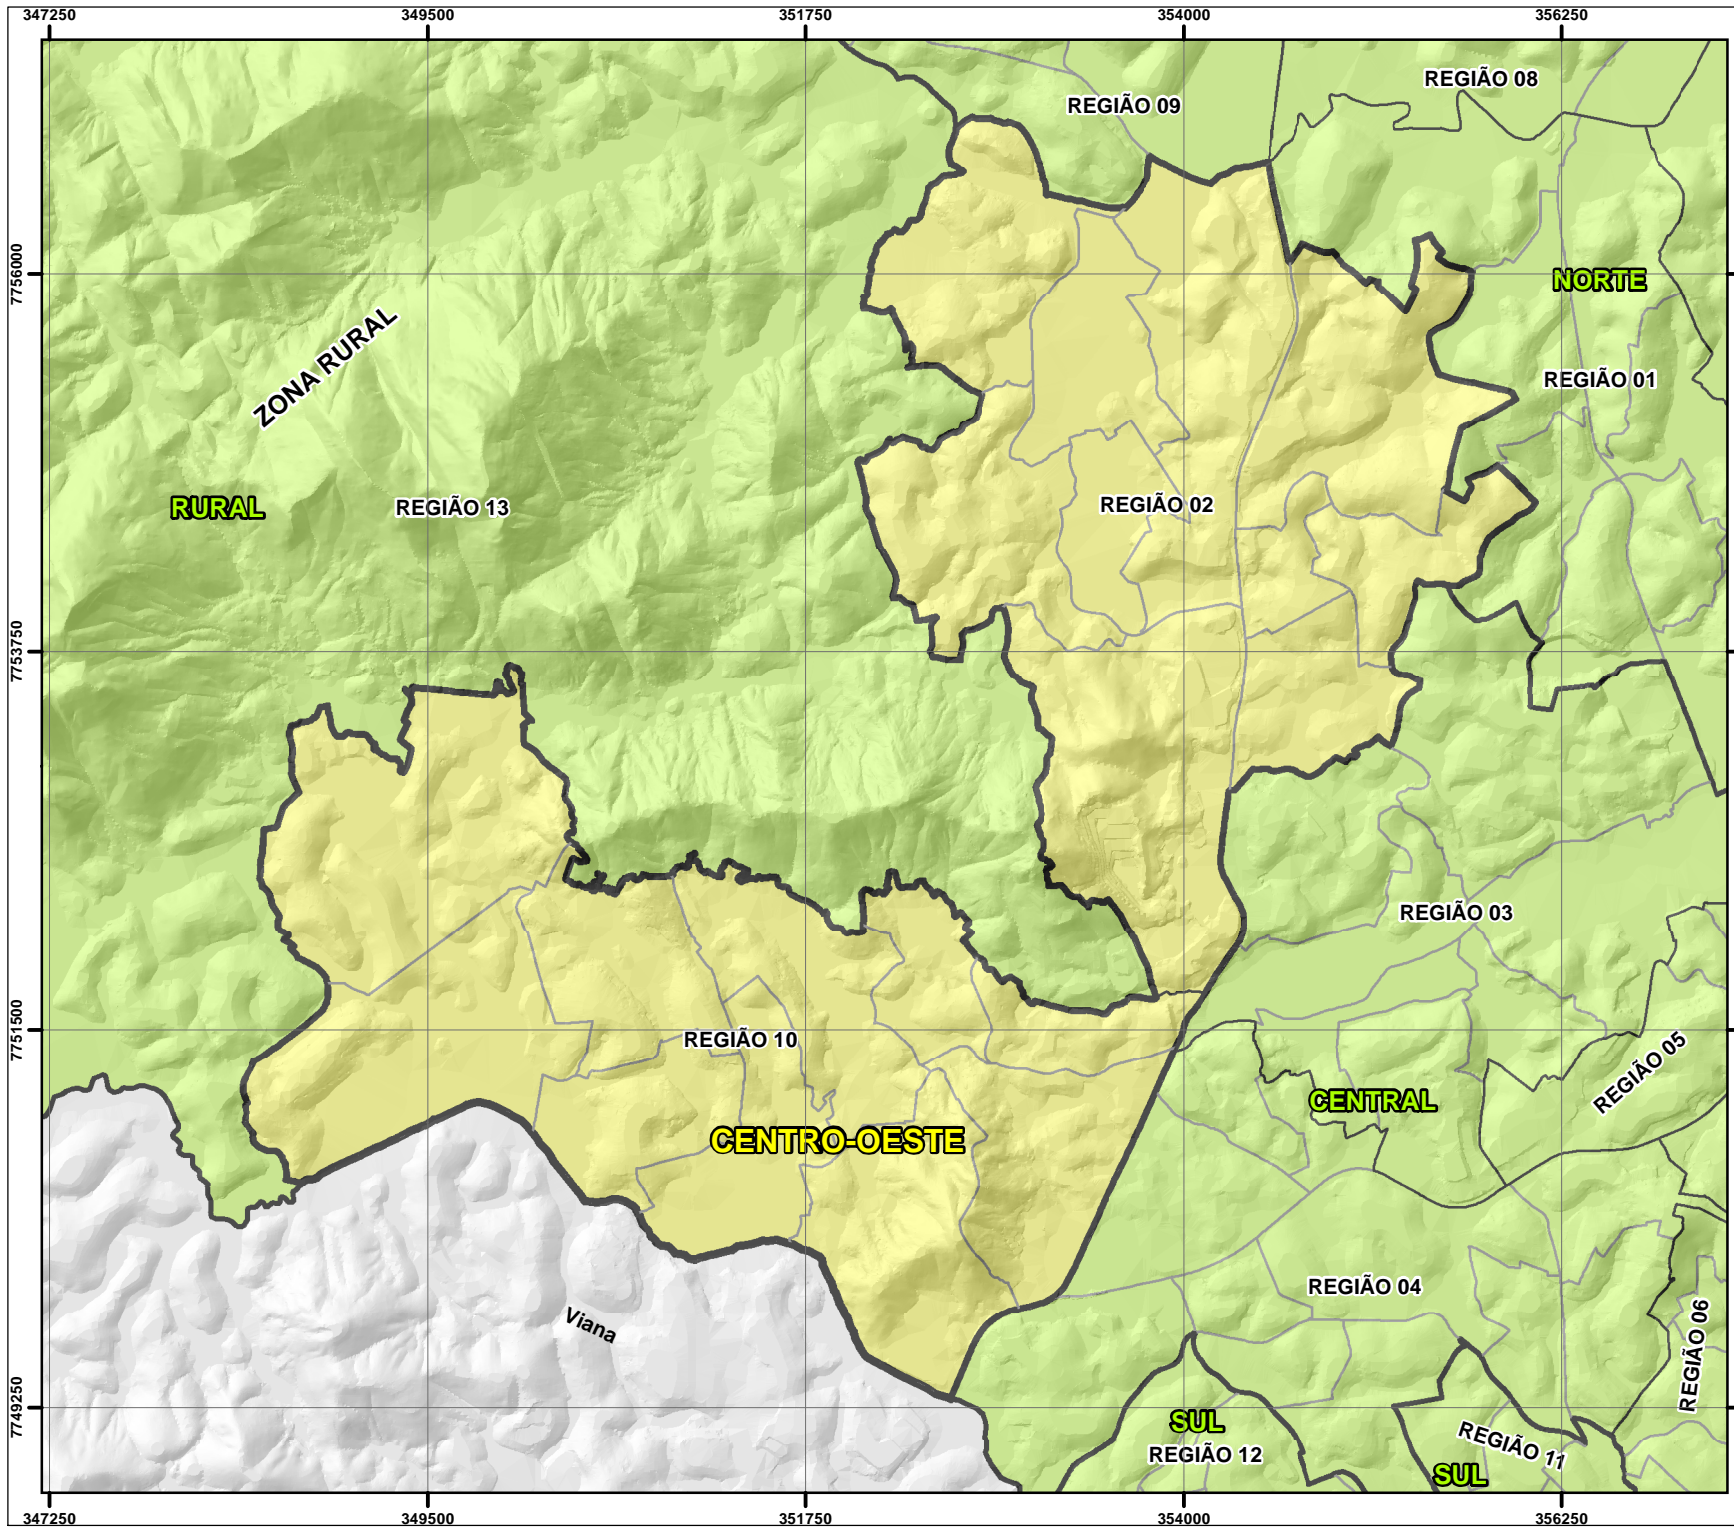 347250
349500
351750
354000
356250
REGIÃO 08
REGIÃO 09
7756000
NORTE
ZONA RURAL
REGIÃO 01
RURAL
REGIÃO 13
REGIÃO 02
7753750
REGIÃO 03
7751500
REGIÃO 10
REGIÃO 05
CENTRAL
CENTRO-OESTE
REGIÃO 04
Viana
REGIÃO 06
7749250
SUL
REGIÃO 12
REGIÃO 11
SUL
347250
349500
351750
354000
356250